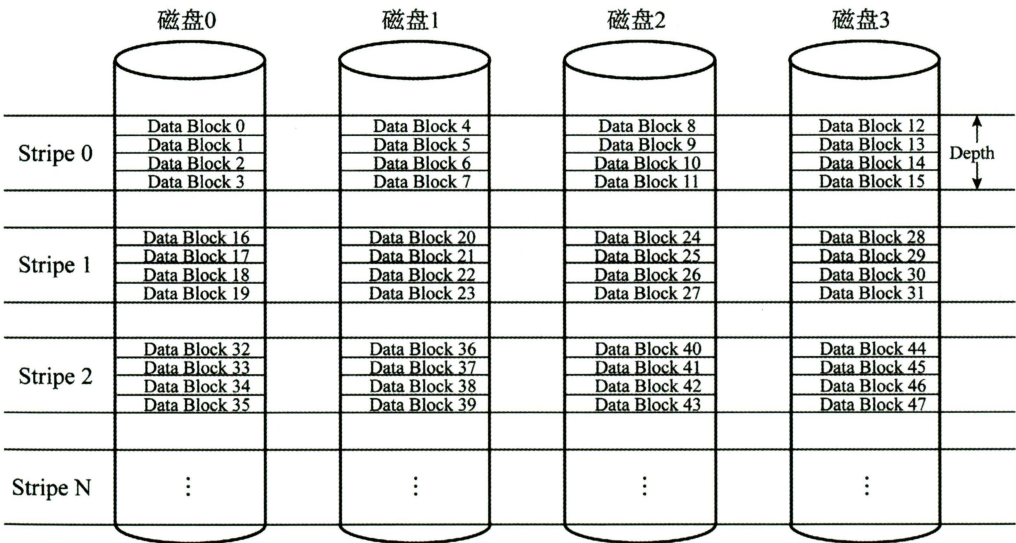 磁盘0 磁盘1 磁盘2 磁盘3
Data Block 0 Data Block 4 Data Block 8 Data Block 12
Data Block 1 Data Block 5 Data Block 9 Data Block 13
Stripe 0 Depth
Data Block 2 Data Block 6 Data Block 10 Data Block 14
Data Block 3 Data Block 7 Data Block 11 Data Block 15
Data Block 16 Data Block 20 Data Block 24 Data Block 28
Data Block 17 Data Block 21 Data Block 25 Data Block 29
Stripe 1
Data Block 18 Data Block 22 Data Block 26 Data Block 30
Data Block 19 Data Block 23 Data Block 27 Data Block 31
Data Block 32 Data Block 36 Data Block 40 Data Block 44
Data Block 33 Data Block 37 Data Block 41 Data Block 45
Stripe 2
Data Block 34 Data Block 38 Data Block 42 Data Block 46
Data Block 35 Data Block 39 Data Block 43 Data Block 47
Stripe N ⋮ ⋮ ⋮ ⋮